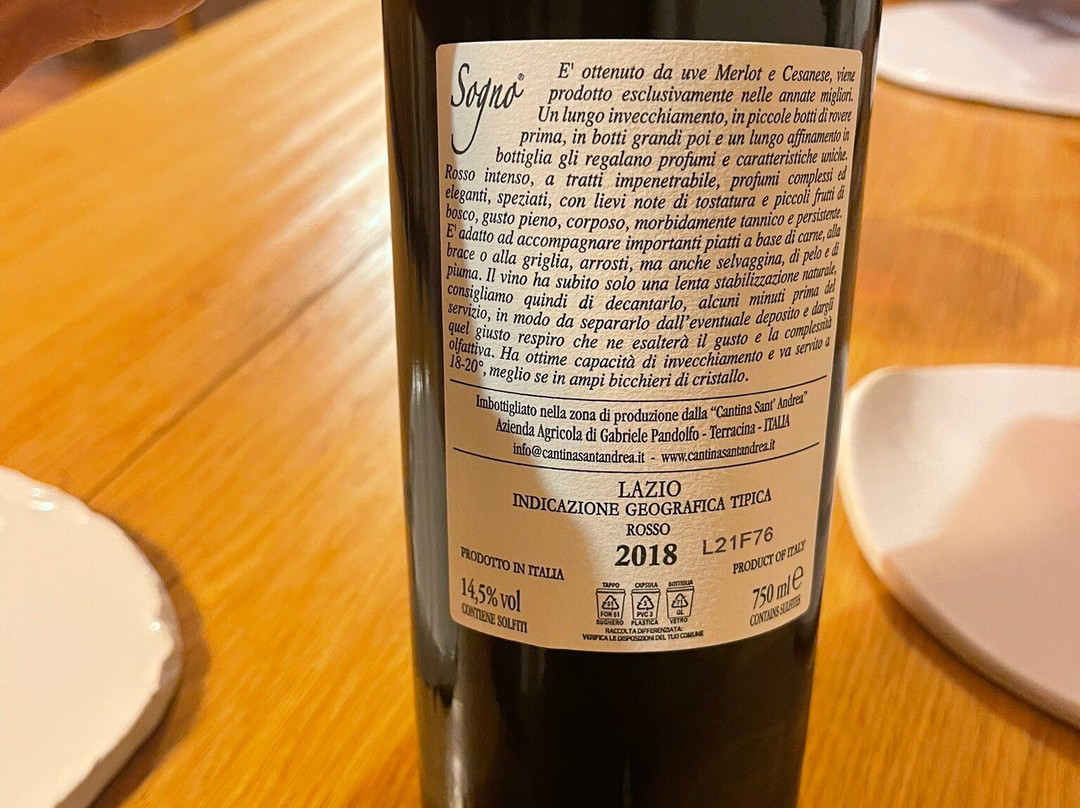 Sogno®
E' ottenuto da uve Merlot e Cesanese, viene
prodotto esclusivamente nelle annate migliori.
Un lungo invecchiamento, in piccole botti di rovere
prima, in botti grandi poi e un lungo affinamento in
bottiglia gli regalano profumi e caratteristiche uniche.
Rosso intenso, a tratti impenetrabile, profumi complessi ed
eleganti, speziati, con lievi note di tostatura e piccoli frutti di
bosco, gusto pieno, corposo, morbidamente tannico e persistente.
E' adatto ad accompagnare importanti piatti a base di carne, alla
brace o alla griglia, arrosti, ma anche selvaggina, di pelo e di
piuma. Il vino ha subito solo una lenta stabilizzazione naturale,
consigliamo quindi di decantarlo, alcuni minuti prima del
servizio, in modo da separarlo dall'eventuale deposito e dargli
quel giusto respiro che ne esalterà il gusto e la complessità
olfattiva. Ha ottime capacità di invecchiamento e va servito a
18-20°, meglio se in ampi bicchieri di cristallo.
Imbottigliato nella zona di produzione dalla "Cantina Sant' Andrea"
Azienda Agricola di Gabriele Pandolfo - Terracina - ITALIA
info@cantinasantandrea.it - www.cantinasantandrea.it
LAZIO
INDICAZIONE GEOGRAFICA TIPICA
ROSSO
2018 L21F76
PRODOTTO IN ITALIA PRODUCT OF ITALY
14,5% vol 750 ml e
CONTIENE SOLFITI CONTAINS SULFITES
TAPPO CAPSULA BOTTIGLIA
51 3 71
FOR 51 PVC 3 GL
SUGHERO PLASTICA VETRO
RACCOLTA DIFFERENZIATA:
VERIFICA LE DISPOSIZIONI DEL TUO COMUNE